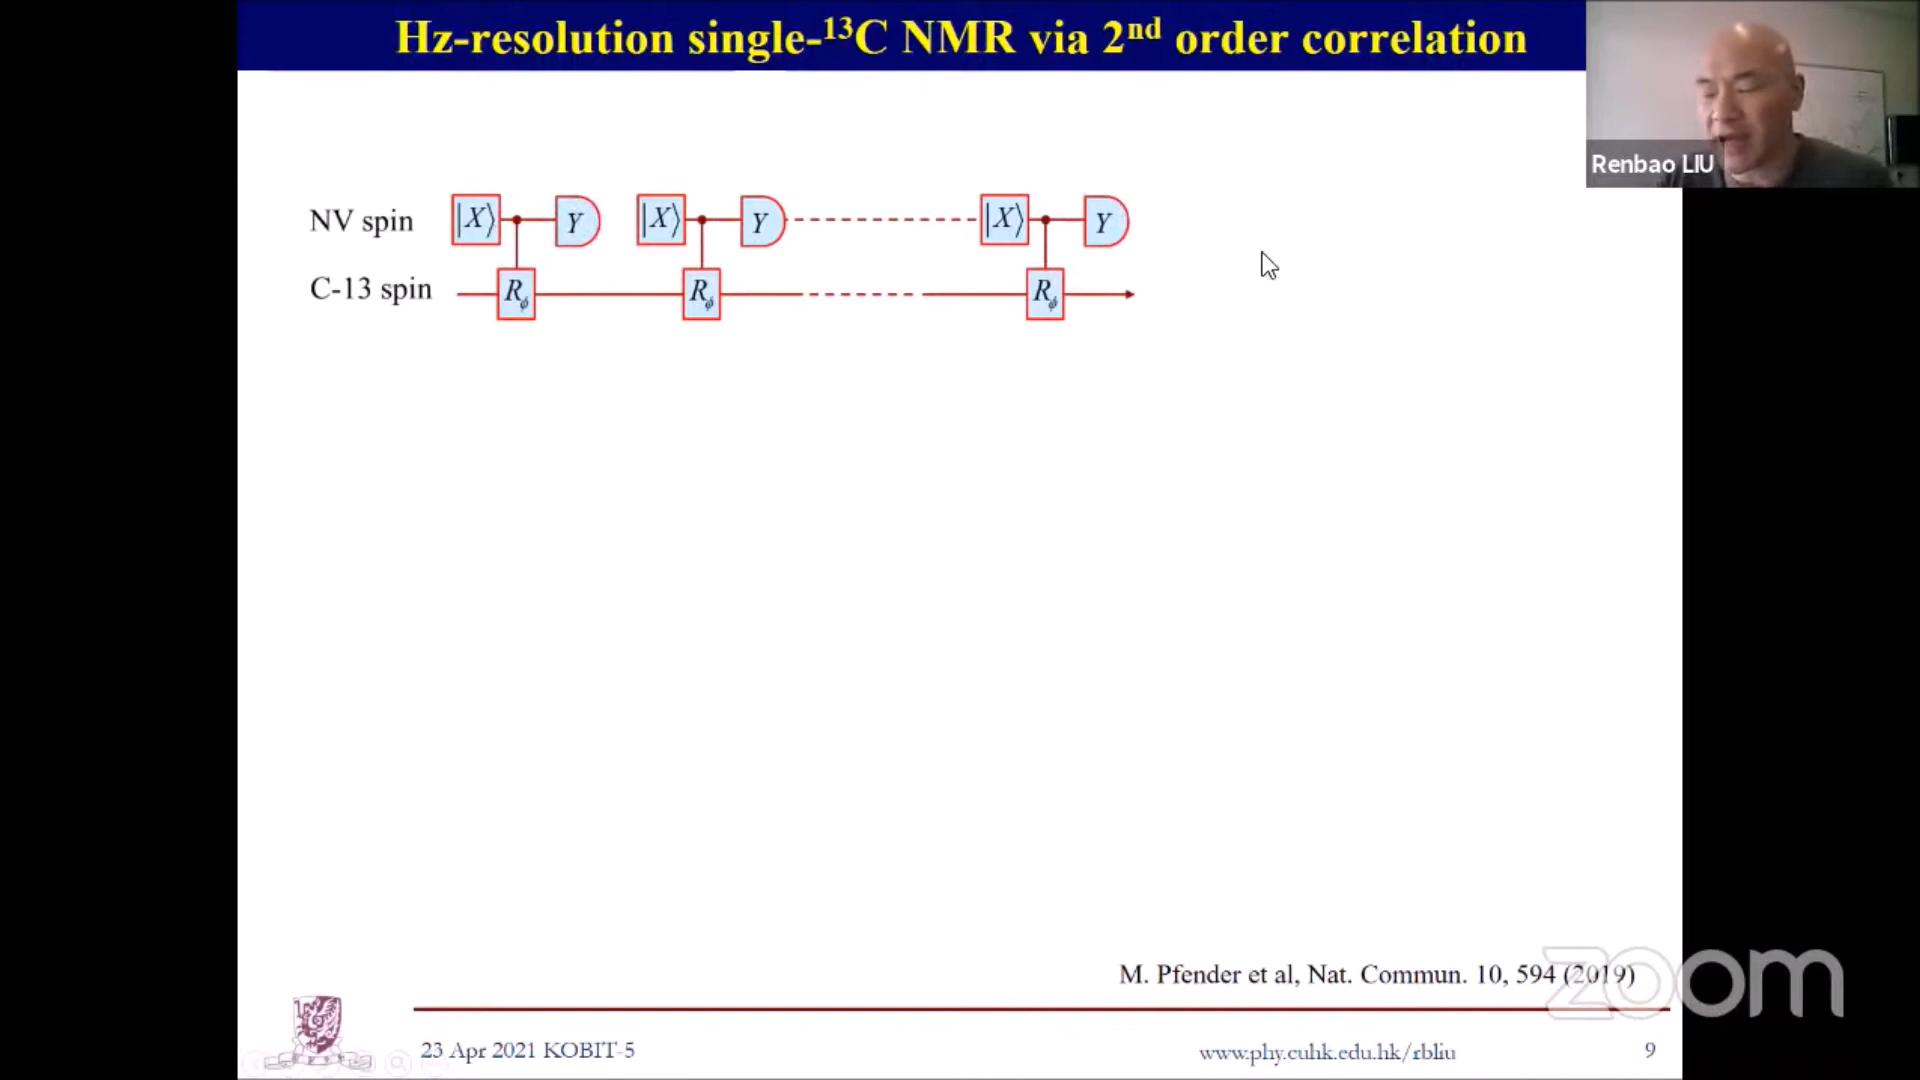 Hz-resolution single-¹³C NMR via 2ⁿᵈ order correlation
Renbao LIU
NV spin |X⟩ Y |X⟩ Y |X⟩ Y
C-13 spin R_ϕ R_ϕ R_ϕ
M. Pfender et al, Nat. Commun. 10, 594 (2019)
zoom
23 Apr 2021 KOBIT-5 www.phy.cuhk.edu.hk/rbliu 9